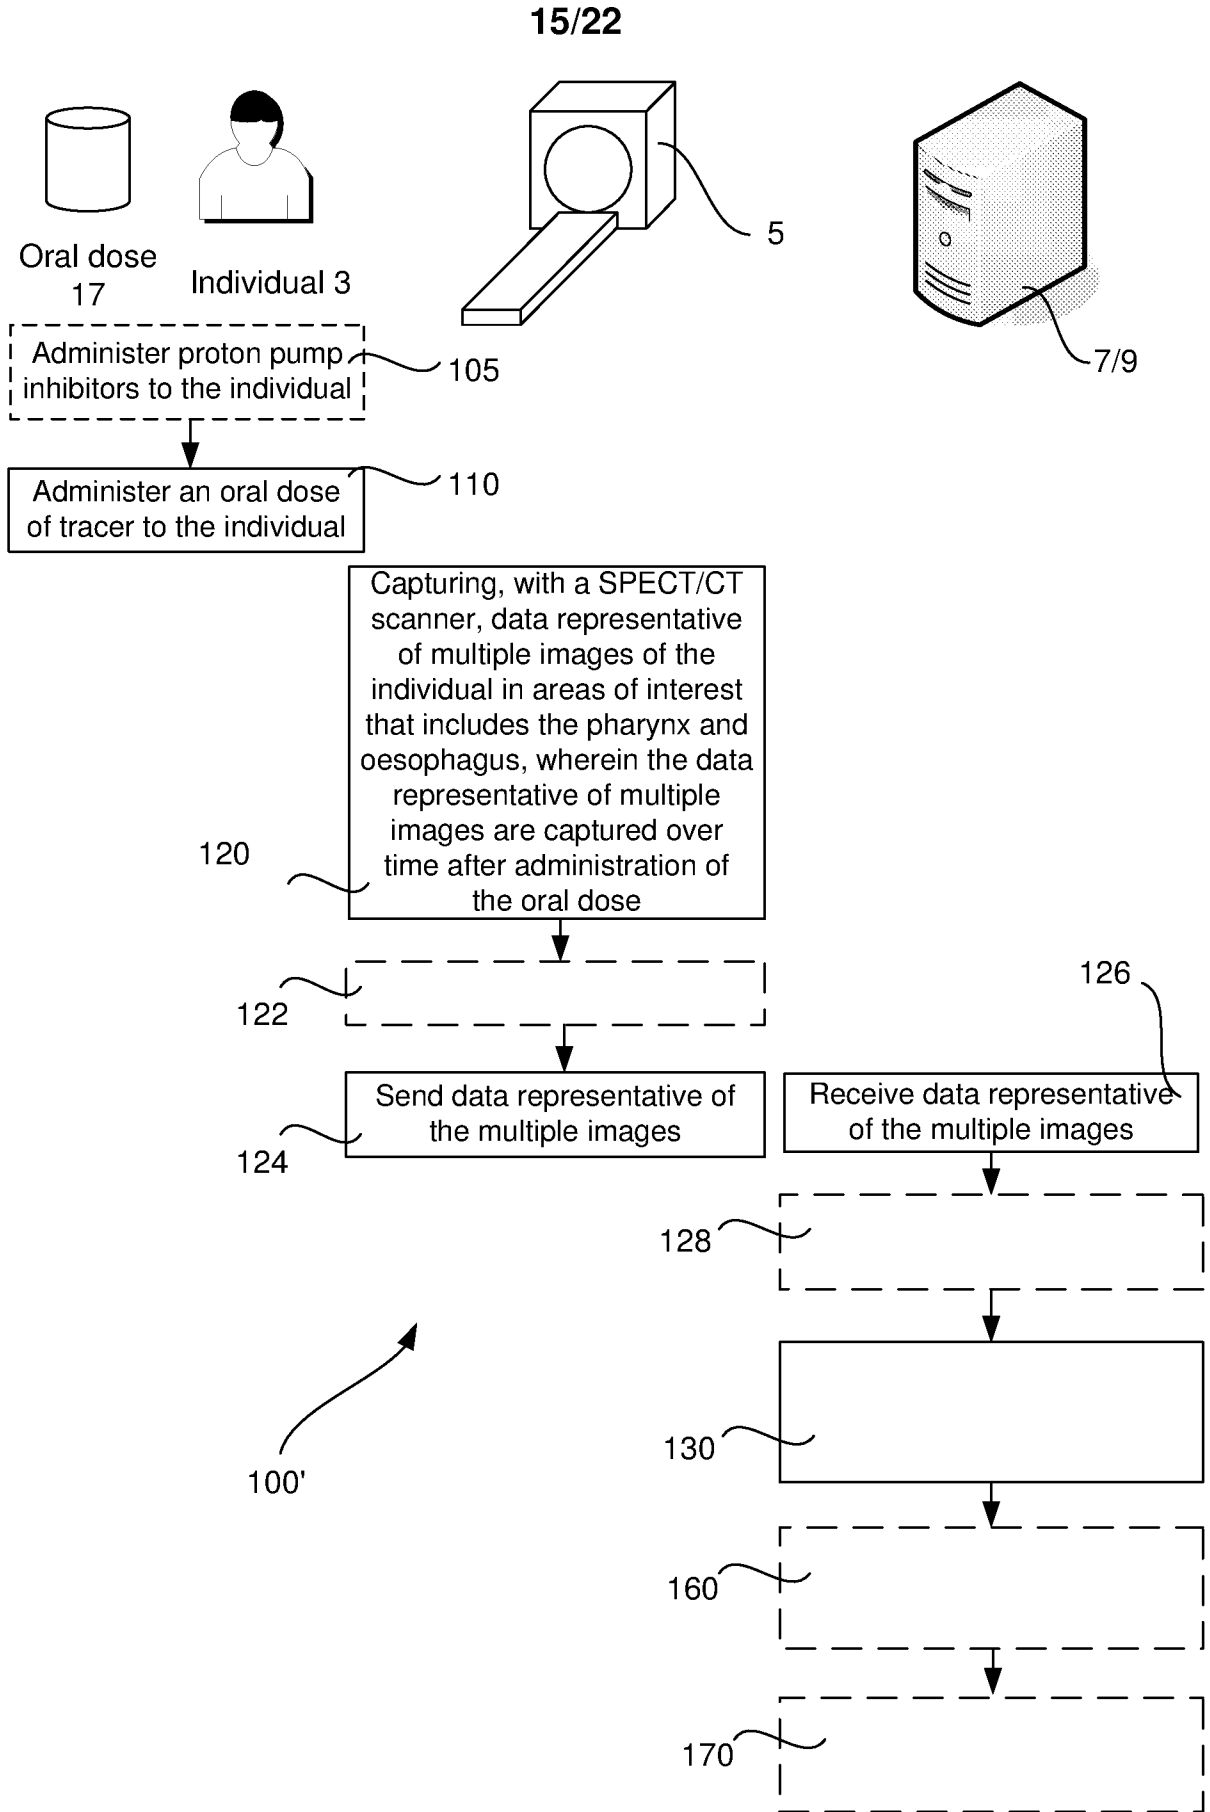 15/22
Oral dose
17
Individual 3
5
7/9
Administer proton pump
inhibitors to the individual
105
Administer an oral dose
of tracer to the individual
110
Capturing, with a SPECT/CT
scanner, data representative
of multiple images of the
individual in areas of interest
that includes the pharynx and
oesophagus, wherein the data
representative of multiple
images are captured over
time after administration of
the oral dose
120
122
126
Send data representative of
the multiple images
124
Receive data representative
of the multiple images
128
130
100'
160
170